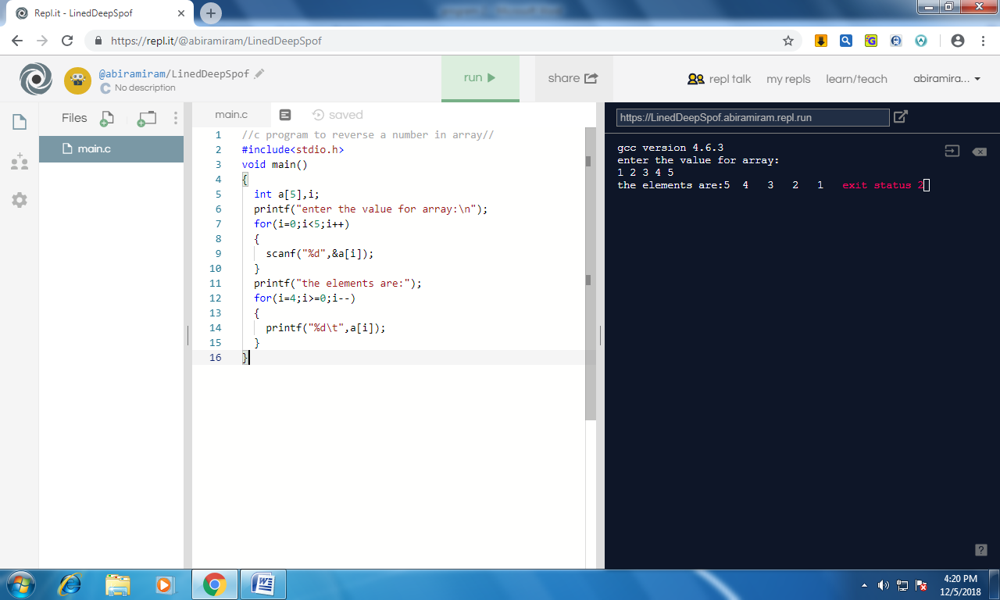 Repl.it - LinedDeepSpof
https://repl.it/@abiramiram/LinedDeepSpof
@abiramiram/LinedDeepSpof
No description
run
share
repl talk
my repls
learn/teach
abiramira...
Files
main.c
main.c
saved
1 //c program to reverse a number in array//
2 #include<stdio.h>
3 void main()
4 {
5 int a[5],i;
6 printf("enter the value for array:\n");
7 for(i=0;i<5;i++)
8 {
9 scanf("%d",&a[i]);
10 }
11 printf("the elements are:");
12 for(i=4;i>=0;i--)
13 {
14 printf("%d\t",a[i]);
15 }
16 }
https://LinedDeepSpof.abiramiram.repl.run
gcc version 4.6.3
enter the value for array:
1 2 3 4 5
the elements are:5 4 3 2 1 exit status 2
?
4:20 PM
12/5/2018